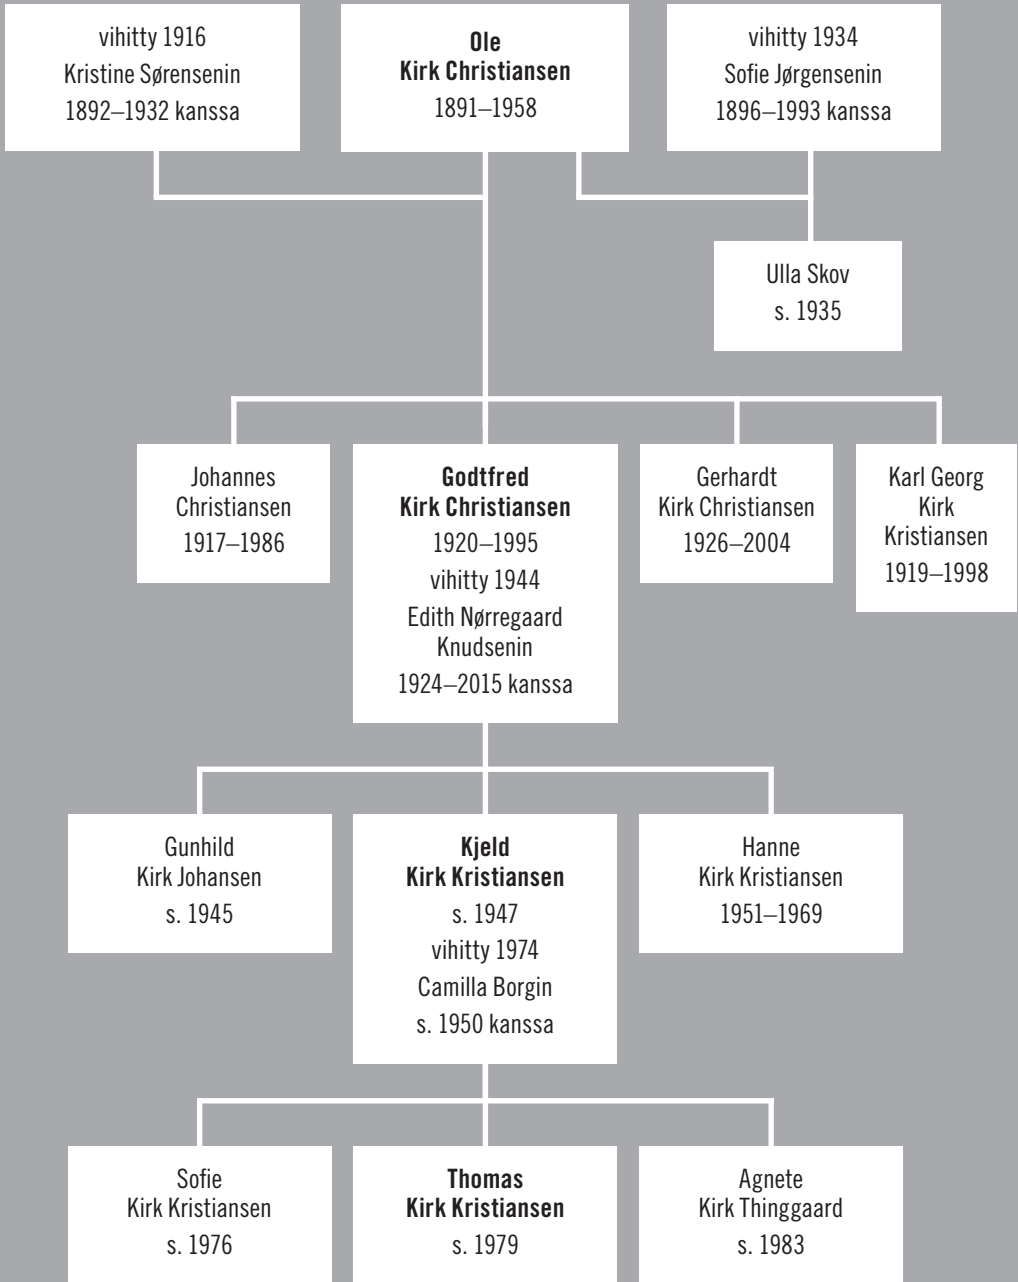 vihitty 1916
Kristine Sørensenin
1892–1932 kanssa
Ole
Kirk Christiansen
1891–1958
vihitty 1934
Sofie Jørgensenin
1896–1993 kanssa
Ulla Skov
s. 1935
Johannes
Christiansen
1917–1986
Godtfred
Kirk Christiansen
1920–1995
vihitty 1944
Edith Nørregaard
Knudsenin
1924–2015 kanssa
Gerhardt
Kirk Christiansen
1926–2004
Karl Georg
Kirk
Kristiansen
1919–1998
Gunhild
Kirk Johansen
s. 1945
Kjeld
Kirk Kristiansen
s. 1947
vihitty 1974
Camilla Borgin
s. 1950 kanssa
Hanne
Kirk Kristiansen
1951–1969
Sofie
Kirk Kristiansen
s. 1976
Thomas
Kirk Kristiansen
s. 1979
Agnete
Kirk Thinggaard
s. 1983